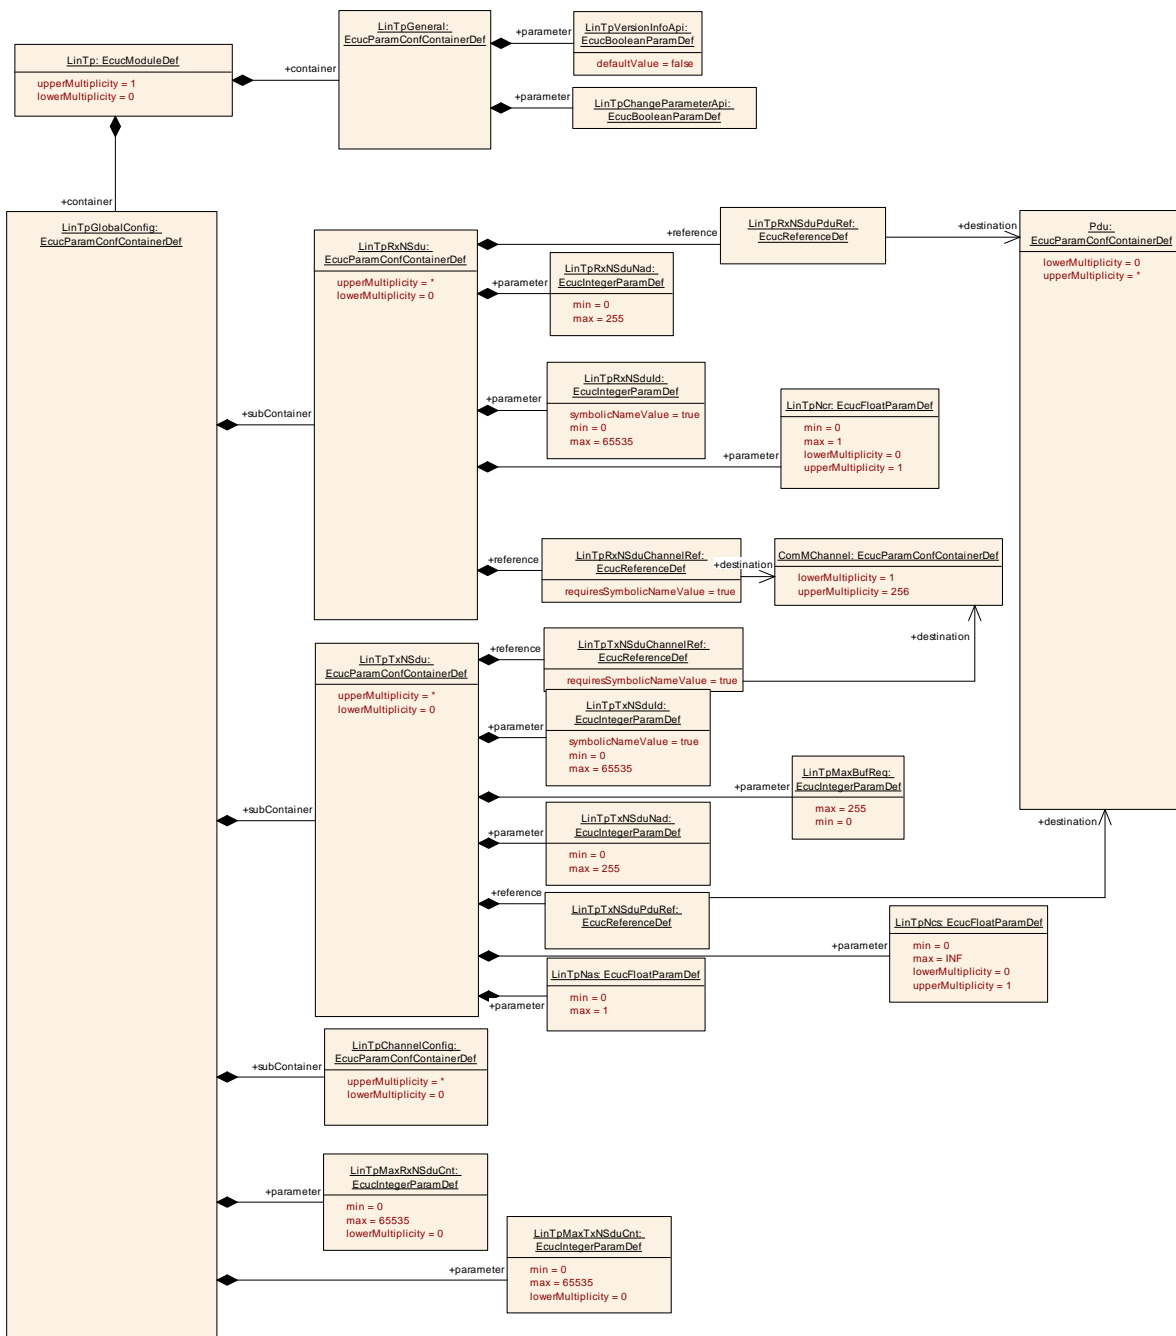 LinTp: EcucModuleDef
upperMultiplicity = 1
lowerMultiplicity = 0
+container
LinTpGeneral:
EcucParamConfContainerDef
+parameter
LinTpVersionInfoApi:
EcucBooleanParamDef
defaultValue = false
+parameter
LinTpChangeParameterApi:
EcucBooleanParamDef
+container
LinTpGlobalConfig:
EcucParamConfContainerDef
+subContainer
LinTpRxNSdu:
EcucParamConfContainerDef
upperMultiplicity = *
lowerMultiplicity = 0
+reference
LinTpRxNSduPduRef:
EcucReferenceDef
+destination
Pdu:
EcucParamConfContainerDef
lowerMultiplicity = 0
upperMultiplicity = *
+parameter
LinTpRxNSduNad:
EcucIntegerParamDef
min = 0
max = 255
+parameter
LinTpRxNSduId:
EcucIntegerParamDef
symbolicNameValue = true
min = 0
max = 65535
+parameter
LinTpNcr: EcucFloatParamDef
min = 0
max = 1
lowerMultiplicity = 0
upperMultiplicity = 1
+reference
LinTpRxNSduChannelRef:
EcucReferenceDef
requiresSymbolicNameValue = true
+destination
ComMChannel: EcucParamConfContainerDef
lowerMultiplicity = 1
upperMultiplicity = 256
+subContainer
LinTpTxNSdu:
EcucParamConfContainerDef
upperMultiplicity = *
lowerMultiplicity = 0
+reference
LinTpTxNSduChannelRef:
EcucReferenceDef
requiresSymbolicNameValue = true
+destination
+parameter
LinTpTxNSduId:
EcucIntegerParamDef
symbolicNameValue = true
min = 0
max = 65535
+parameter
LinTpMaxBufReq:
EcucIntegerParamDef
max = 255
min = 0
+parameter
LinTpTxNSduNad:
EcucIntegerParamDef
min = 0
max = 255
+reference
LinTpTxNSduPduRef:
EcucReferenceDef
+destination
+parameter
LinTpNcs: EcucFloatParamDef
min = 0
max = INF
lowerMultiplicity = 0
upperMultiplicity = 1
+parameter
LinTpNas: EcucFloatParamDef
min = 0
max = 1
+subContainer
LinTpChannelConfig:
EcucParamConfContainerDef
upperMultiplicity = *
lowerMultiplicity = 0
+parameter
LinTpMaxRxNSduCnt:
EcucIntegerParamDef
min = 0
max = 65535
lowerMultiplicity = 0
+parameter
LinTpMaxTxNSduCnt:
EcucIntegerParamDef
min = 0
max = 65535
lowerMultiplicity = 0